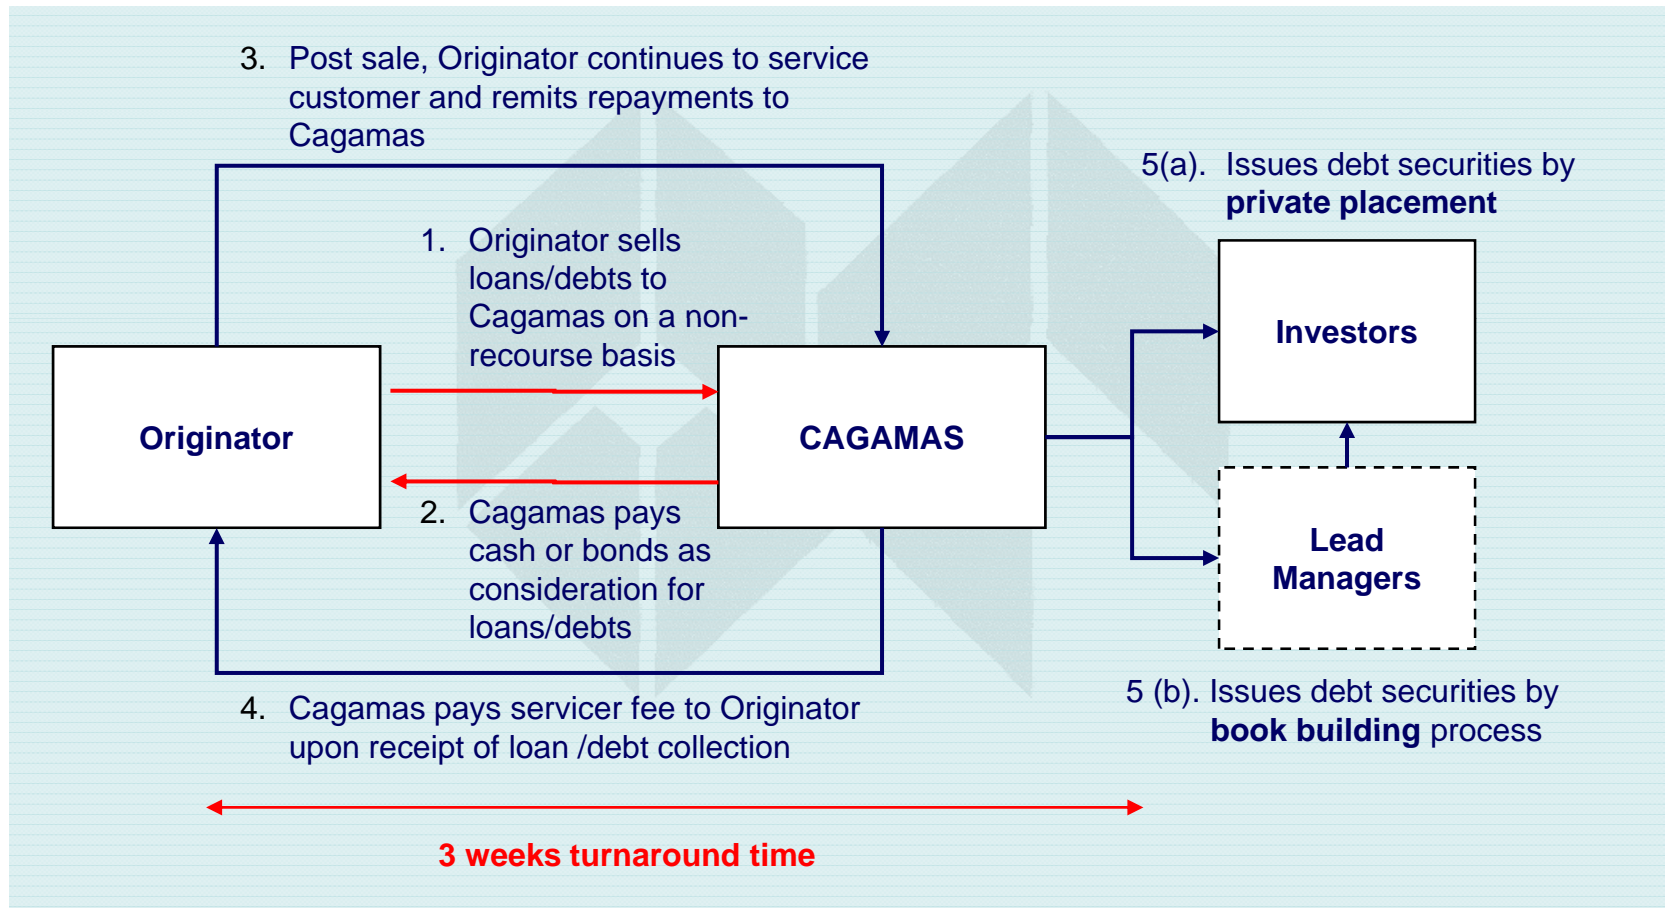 3. Post sale, Originator continues to service
customer and remits repayments to
Cagamas
5(a). Issues debt securities by
private placement
1. Originator sells
loans/debts to
Cagamas on a non-
recourse basis
Investors
Originator
CAGAMAS
2. Cagamas pays
cash or bonds as
consideration for
loans/debts
Lead
Managers
4. Cagamas pays servicer fee to Originator
upon receipt of loan /debt collection
5 (b). Issues debt securities by
book building process
3 weeks turnaround time